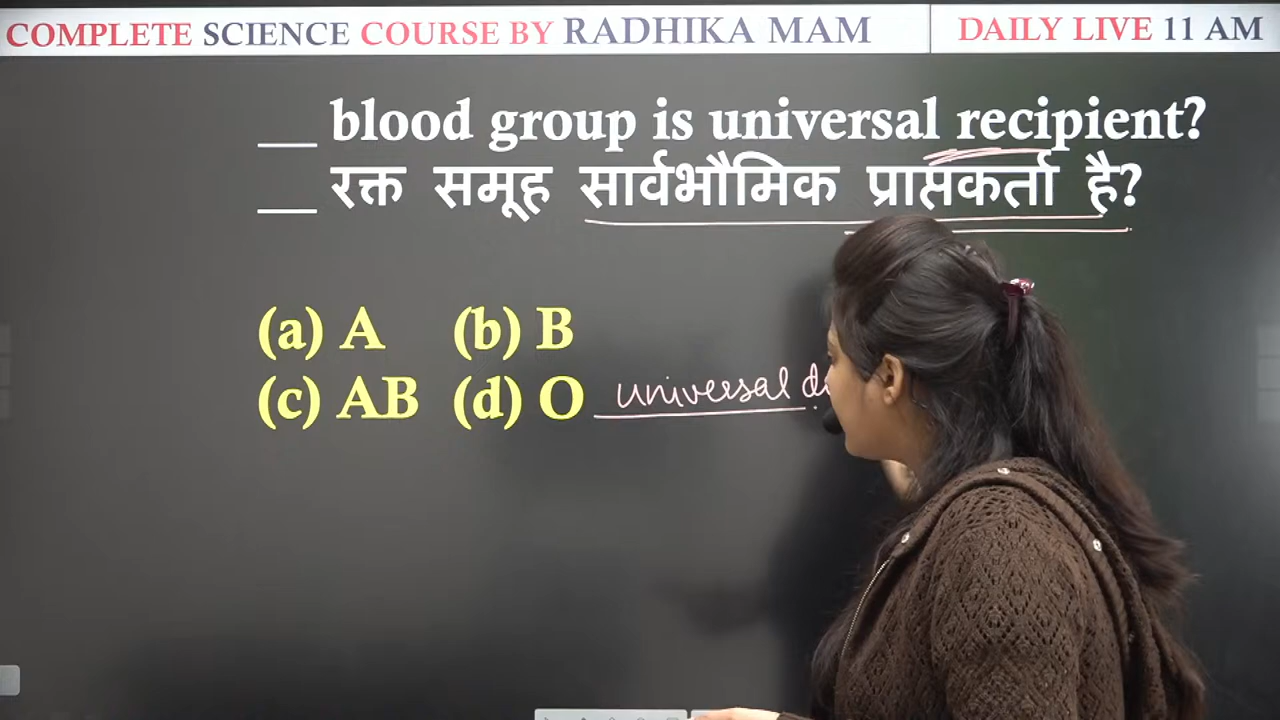 COMPLETE SCIENCE COURSE BY RADHIKA MAM DAILY LIVE 11 AM
__ blood group is universal recipient?
__ रक्त समूह सार्वभौमिक प्राप्तकर्ता है?
(a) A (b) B
(c) AB (d) O universal